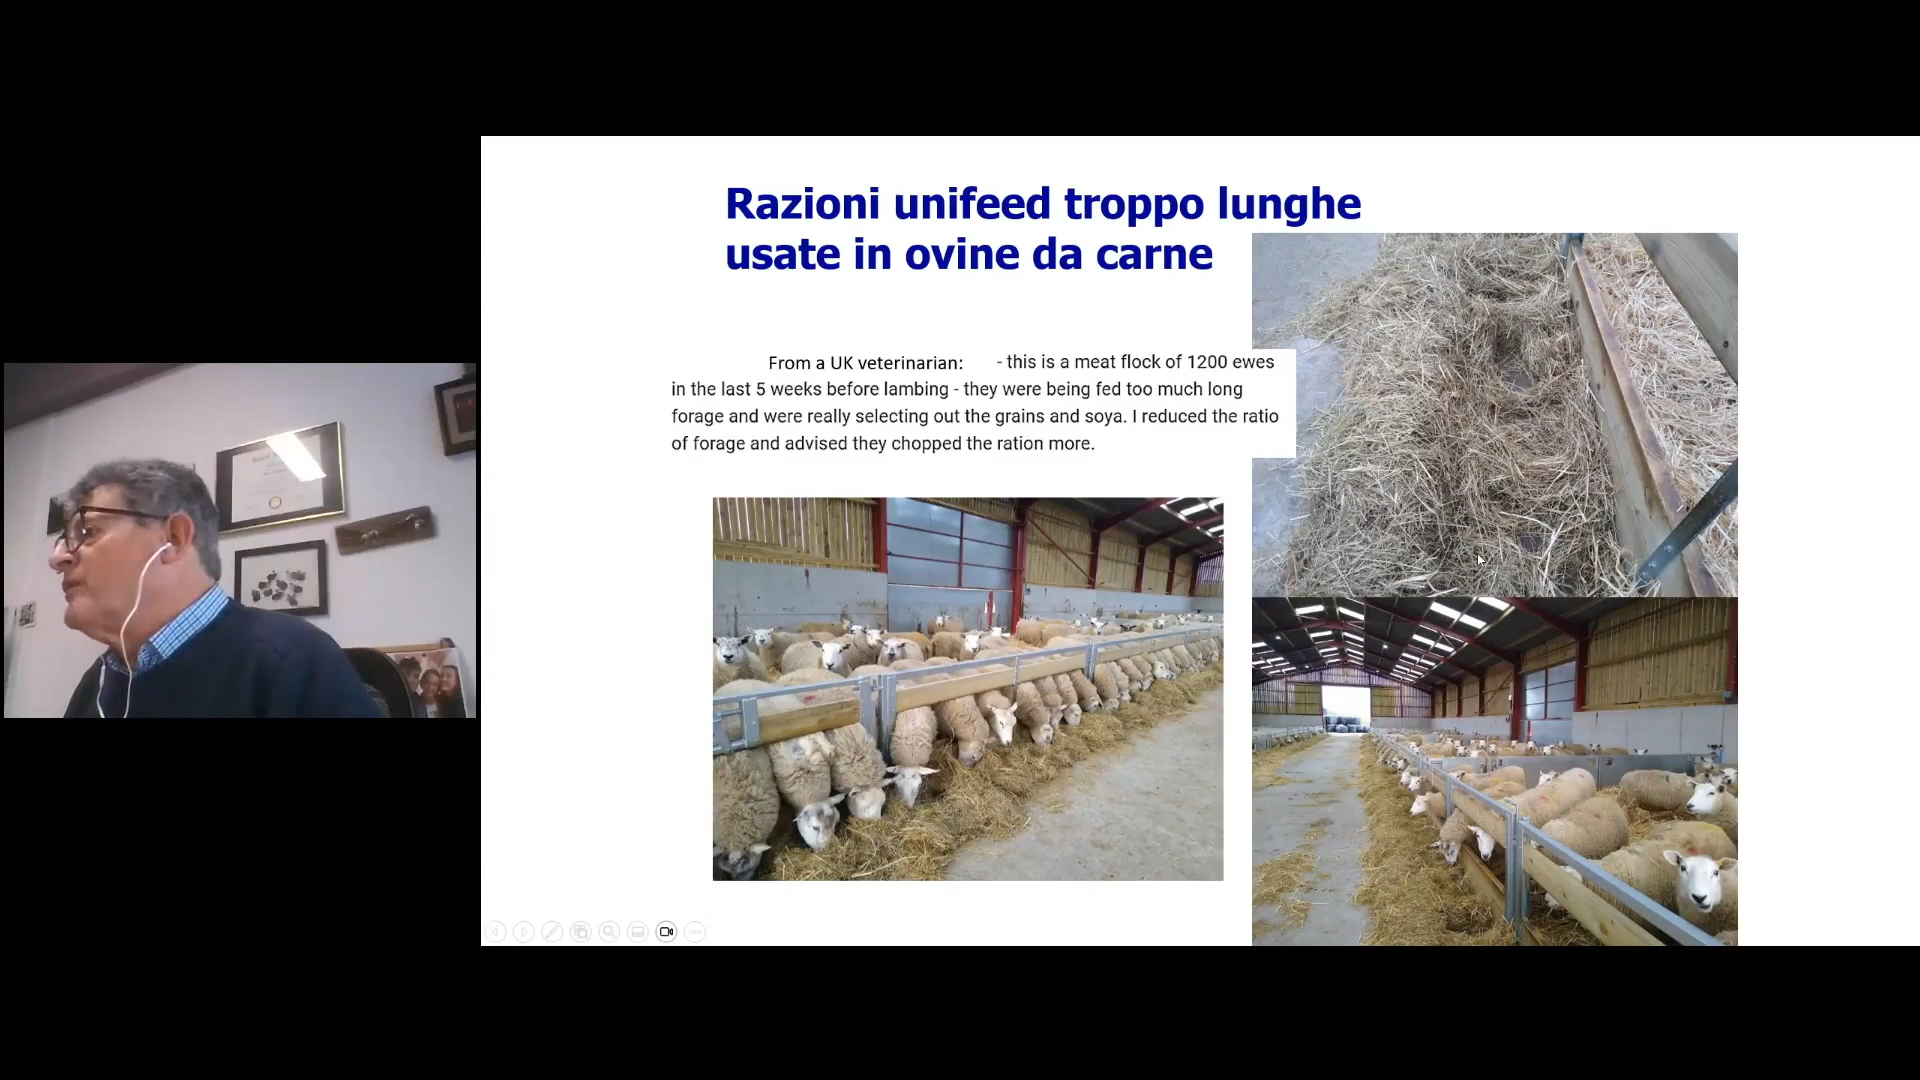 Razioni unifeed troppo lunghe
usate in ovine da carne
From a UK veterinarian: - this is a meat flock of 1200 ewes
in the last 5 weeks before lambing - they were being fed too much long
forage and were really selecting out the grains and soya. I reduced the ratio
of forage and advised they chopped the ration more.